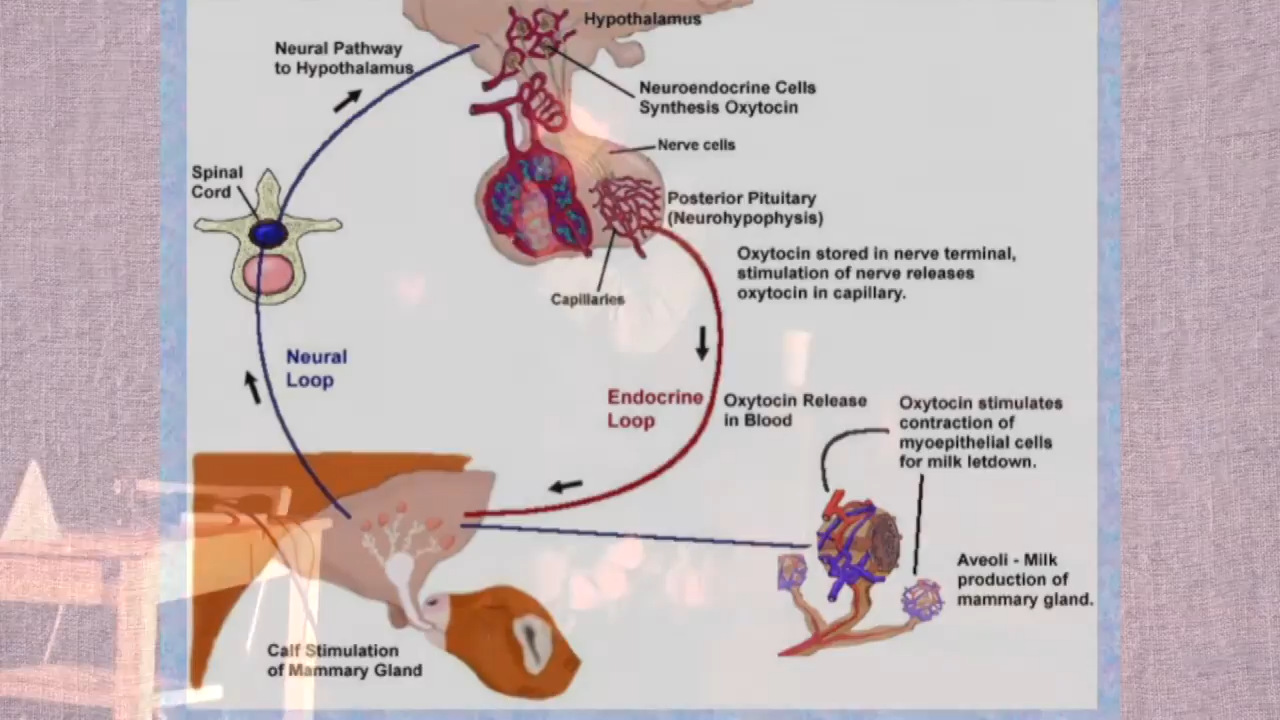 Hypothalamus
Neural Pathway
to Hypothalamus
Neuroendocrine Cells
Synthesis Oxytocin
Nerve cells
Spinal
Cord
Posterior Pituitary
(Neurohypophysis)
Oxytocin stored in nerve terminal,
stimulation of nerve releases
oxytocin in capillary.
Capillaries
Neural
Loop
Endocrine
Loop
Oxytocin Release
in Blood
Oxytocin stimulates
contraction of
myoepithelial cells
for milk letdown.
Aveoli - Milk
production of
mammary gland.
Calf Stimulation
of Mammary Gland